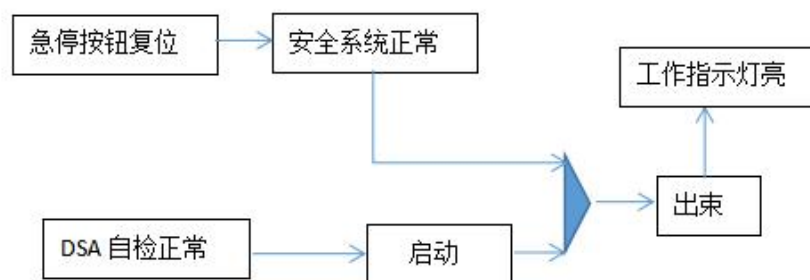 急停按钮复位
安全系统正常
工作指示灯亮
出束
DSA 自检正常
启动